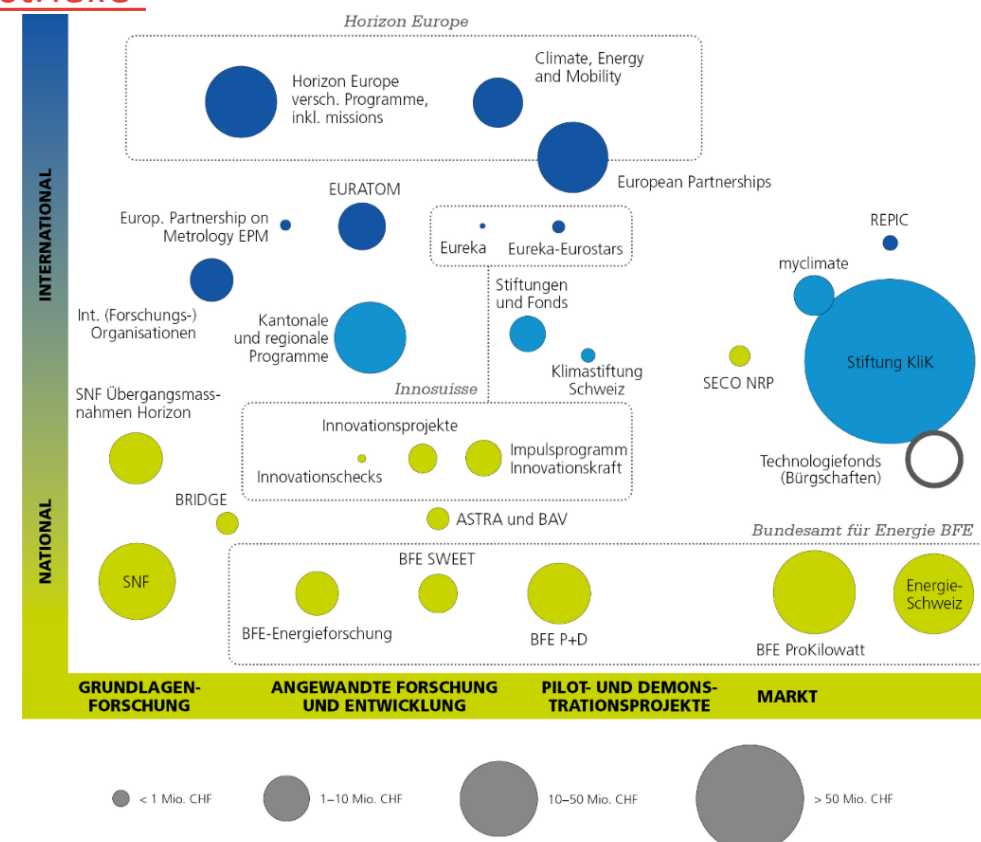 Horizon Europe
Climate, Energy
and Mobility
Horizon Europe
versch. Programme,
inkl. missions
European Partnerships
EURATOM
Europ. Partnership on
Metrology EPM
Eureka
Eureka-Eurostars
REPIC
myclimate
Int. (Forschungs-)
Organisationen
Stiftungen
und Fonds
Kantonale
und regionale
Programme
Klimastiftung
Schweiz
SECO NRP
Stiftung KliK
INTERNATIONAL
SNF Übergangsmass-
nahmen Horizon
Innosuisse
Innovationsprojekte
Innovationschecks
Impulsprogramm
Innovationskraft
Technologiefonds
(Bürgschaften)
BRIDGE
ASTRA und BAV
Bundesamt für Energie BFE
NATIONAL
SNF
BFE SWEET
BFE-Energieforschung
BFE P+D
BFE ProKilowatt
Energie-
Schweiz
GRUNDLAGEN-
FORSCHUNG
ANGEWANDTE FORSCHUNG
UND ENTWICKLUNG
PILOT- UND DEMONS-
TRATIONSPROJEKTE
MARKT
< 1 Mio. CHF
1–10 Mio. CHF
10–50 Mio. CHF
> 50 Mio. CHF